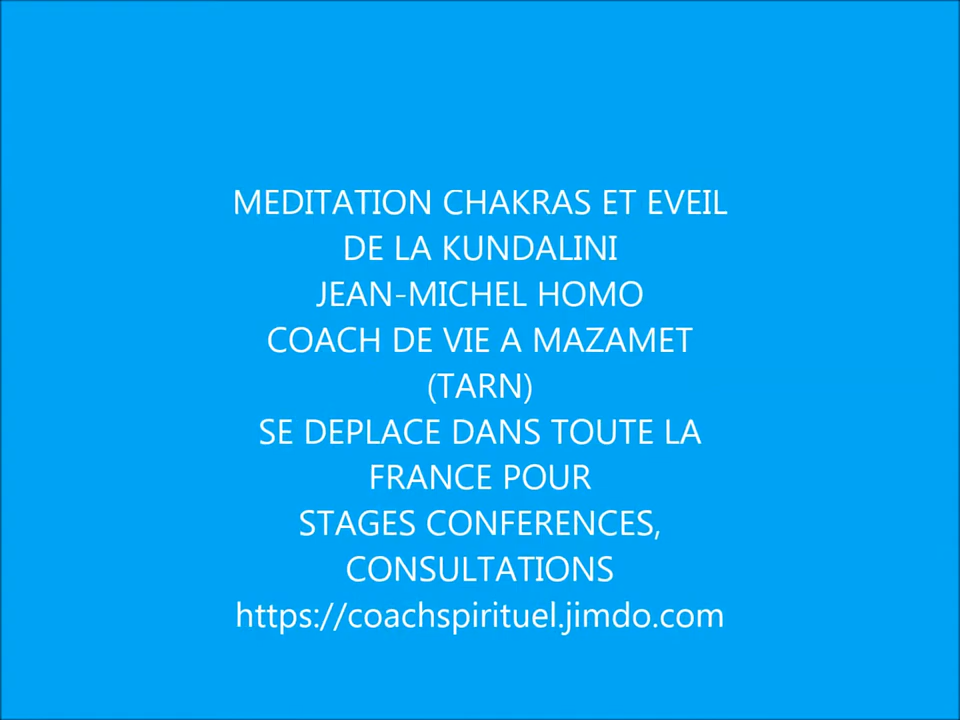 MEDITATION CHAKRAS ET EVEIL
DE LA KUNDALINI
JEAN-MICHEL HOMO
COACH DE VIE A MAZAMET
(TARN)
SE DEPLACE DANS TOUTE LA
FRANCE POUR
STAGES CONFERENCES,
CONSULTATIONS
https://coachspirituel.jimdo.com